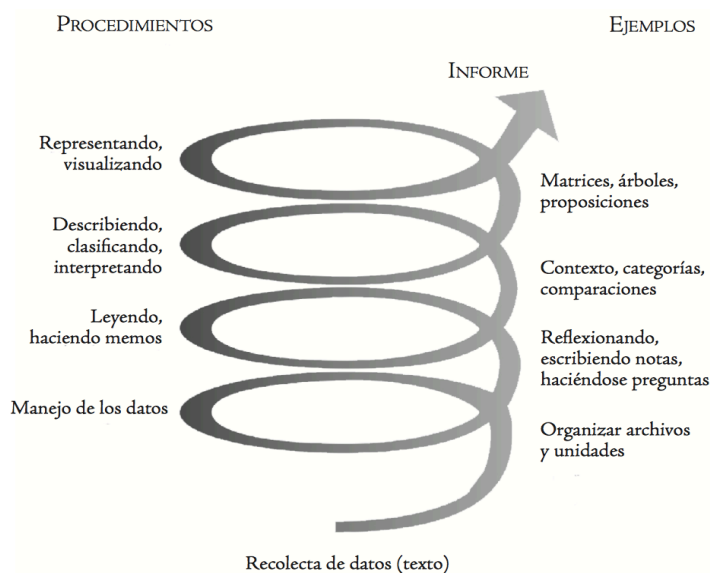 PROCEDIMIENTOS
EJEMPLOS
INFORME
Representando,
visualizando
Matrices, árboles,
proposiciones
Describiendo,
clasificando,
interpretando
Contexto, categorías,
comparaciones
Leyendo,
haciendo memos
Reflexionando,
escribiendo notas,
haciéndose preguntas
Manejo de los datos
Organizar archivos
y unidades
Recolecta de datos (texto)